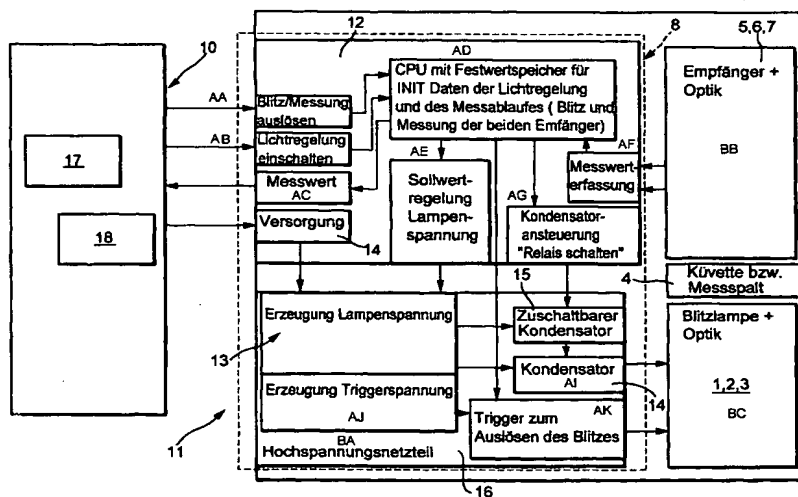 12
8
5,6,7
10
AD
CPU mit Festwertspeicher für
INIT Daten der Lichtregelung
und des Messablaufes ( Blitz und
Messung der beiden Emfänger)
Empfänger +
Optik
BB
AA
Blitz/Messung
auslösen
AB
Lichtregelung
einschalten
AE
AF
Messwert-
erfassung
17
Messwert
AC
Sollwert-
regelung
Lampen-
spannung
AG
Kondensator-
ansteuerung
"Relais schalten"
18
Versorgung
14
4
Küvette bzw.
Messspalt
15
13
Erzeugung Lampenspannung
Zuschaltbarer
Kondensator
Blitzlampe +
Optik
Kondensator
AI
14
1,2,3
BC
Erzeugung Triggerspannung
AJ
AK
Trigger zum
Auslösen des Blitzes
11
BA
Hochspannungsnetzteil
16